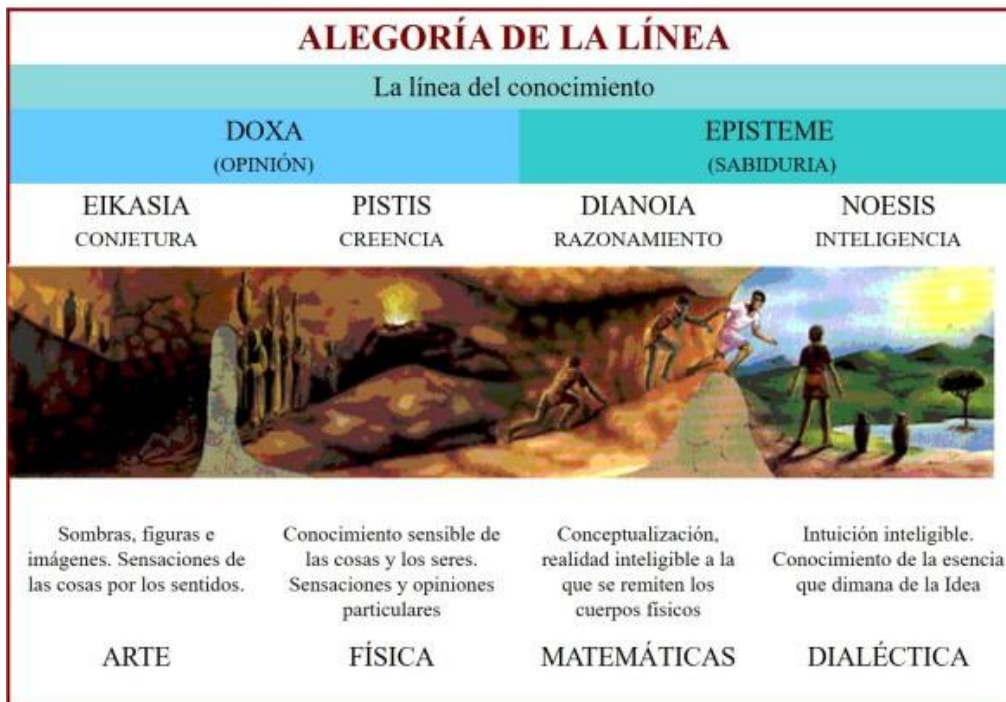 ALEGORÍA DE LA LÍNEA
La línea del conocimiento
DOXA
(OPINIÓN)
EPISTEME
(SABIDURIA)
EIKASIA
CONJETURA
PISTIS
CREENCIA
DIANOIA
RAZONAMIENTO
NOESIS
INTELIGENCIA
Sombras, figuras e
imágenes. Sensaciones de
las cosas por los sentidos.
Conocimiento sensible de
las cosas y los seres.
Sensaciones y opiniones
particulares
Conceptualización,
realidad inteligible a la
que se remiten los
cuerpos físicos
Intuición inteligible.
Conocimiento de la esencia
que dimana de la Idea
ARTE
FÍSICA
MATEMÁTICAS
DIALÉCTICA